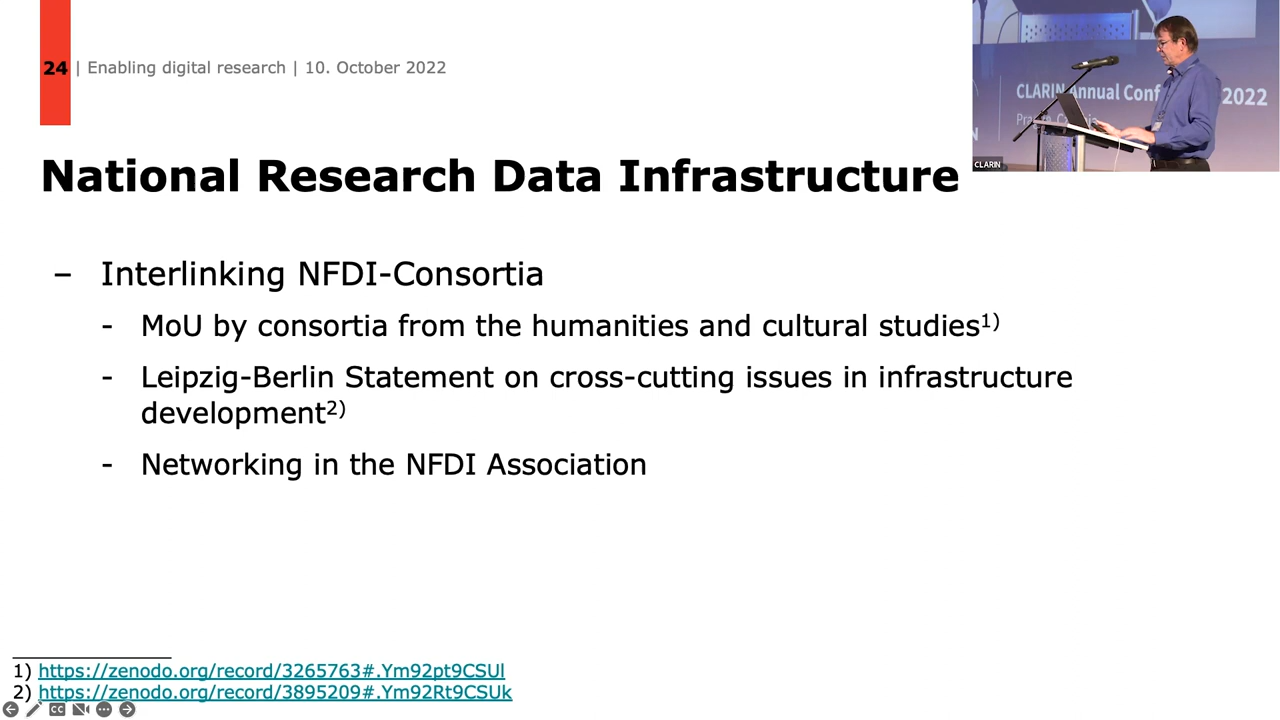 24 | Enabling digital research | 10. October 2022
CLARIN Annual Conf 2022
CLARIN
National Research Data Infrastructure
– Interlinking NFDI-Consortia
- MoU by consortia from the humanities and cultural studies1)
- Leipzig-Berlin Statement on cross-cutting issues in infrastructure
development2)
- Networking in the NFDI Association
1) https://zenodo.org/record/3265763#.Ym92pt9CSUl
2) https://zenodo.org/record/3895209#.Ym92Rt9CSUk
CC